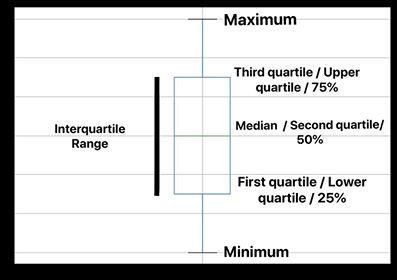 Maximum
Third quartile / Upper
quartile / 75%
Interquartile
Range
Median / Second quartile/
50%
First quartile / Lower
quartile / 25%
Minimum